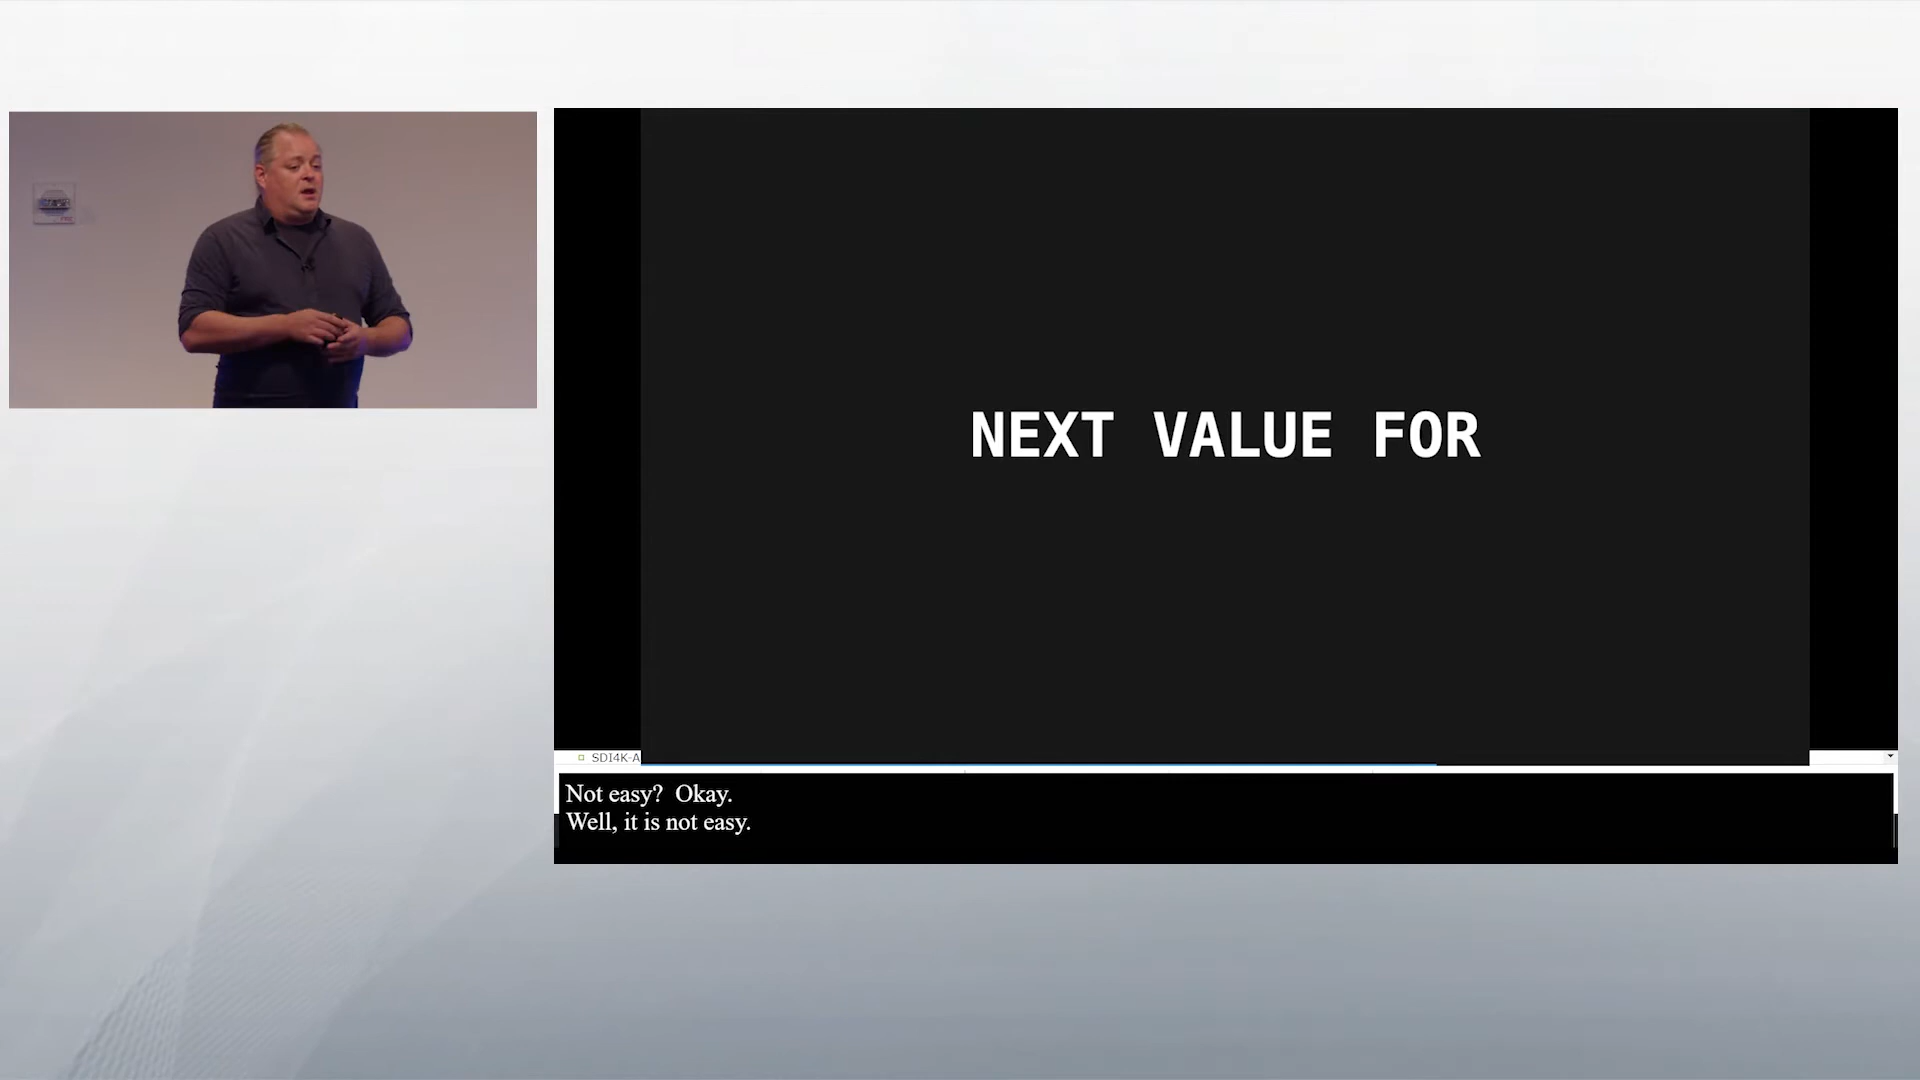 NEXT VALUE FOR
SDI4K-A
Not easy?  Okay.
Well, it is not easy.